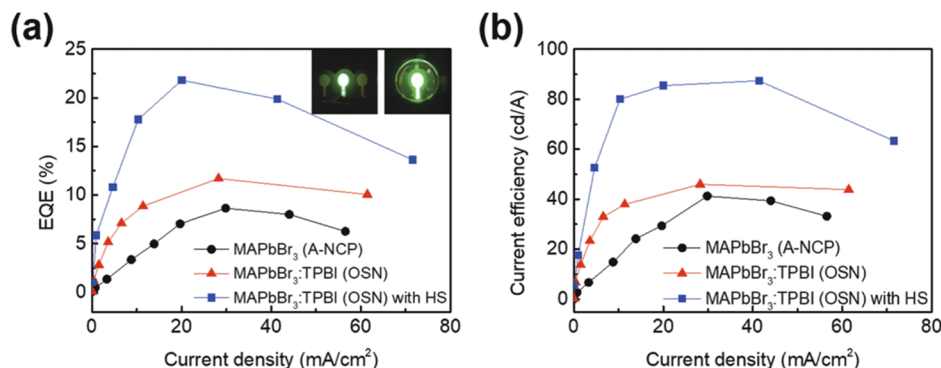 (a)
25
20
15
10
5
0
EQE (%)
MAPbBr₃ (A-NCP)
MAPbBr₃:TPBI (OSN)
MAPbBr₃:TPBI (OSN) with HS
0 20 40 60 80
Current density (mA/cm²)
(b)
100
80
60
40
20
0
Current efficiency (cd/A)
MAPbBr₃ (A-NCP)
MAPbBr₃:TPBI (OSN)
MAPbBr₃:TPBI (OSN) with HS
0 20 40 60 80
Current density (mA/cm²)